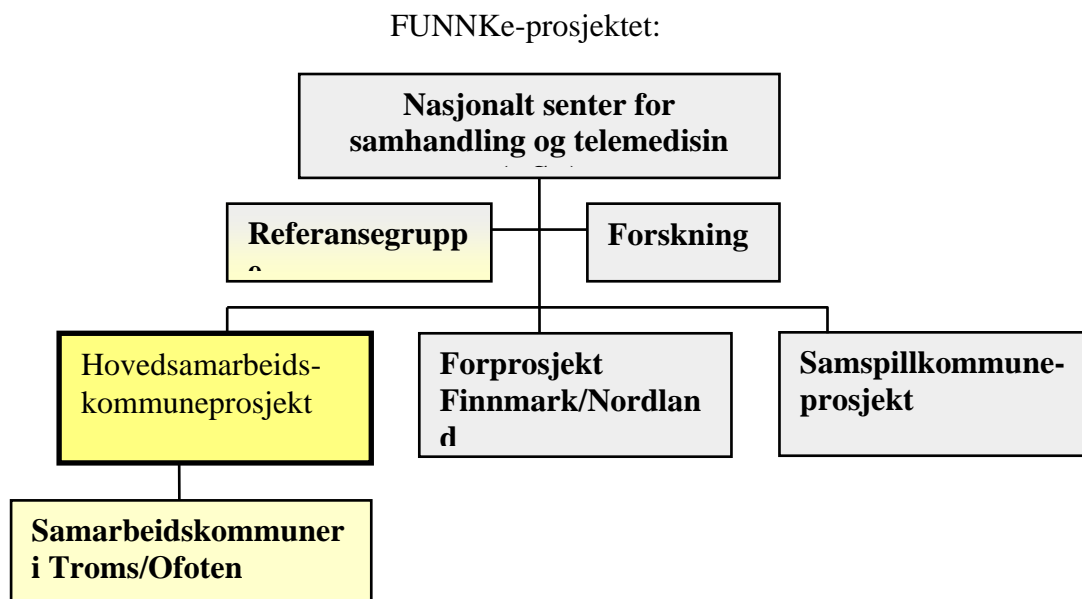 FUNNKe-prosjektet:
Nasjonalt senter for
samhandling og telemedisin
Referansegrupp
Forskning
Hovedsamarbeids-
kommuneprosjekt
Forprosjekt
Finnmark/Nordlan
d
Samspillkommune-
prosjekt
Samarbeidskommuner
i Troms/Ofoten